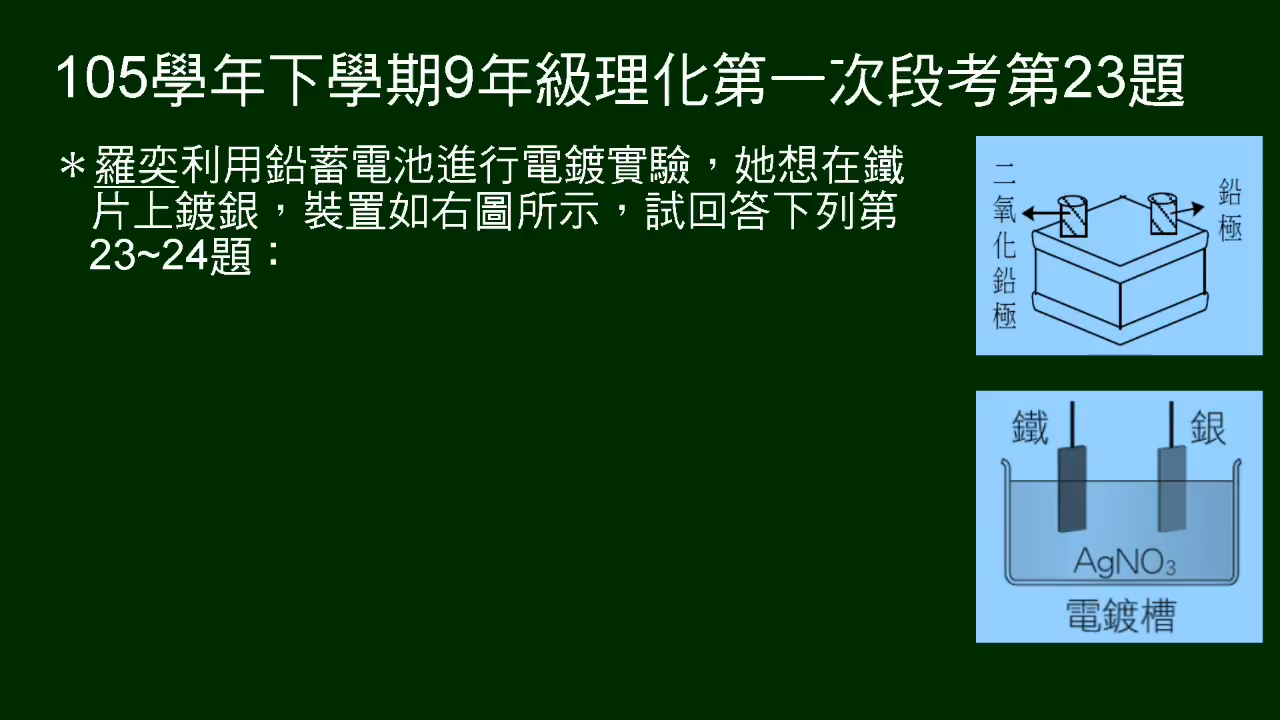 105學年下學期9年級理化第一次段考第23題
＊羅奕利用鉛蓄電池進行電鍍實驗，她想在鐵
片上鍍銀，裝置如右圖所示，試回答下列第
23~24題：
二氧化鉛極
鉛極
鐵
銀
AgNO₃
電鍍槽